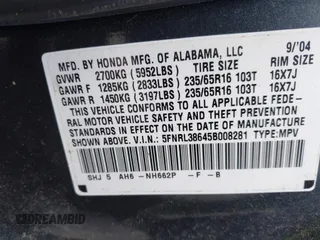 MFD. BY HONDA MFG. OF ALABAMA, LLC 9/'04
GVWR 2700KG (5952LBS) TIRE SIZE RIM SIZE
GAWR F 1285KG (2833LBS) 235/65R16 103T 16X7J
GAWR R 1450KG (3197LBS) 235/65R16 103T 16X7J
THIS VEHICLE CONFORMS TO ALL APPLICABLE
FEDERAL MOTOR VEHICLE SAFETY AND THEFT
PREVENTION STANDARDS IN EFFECT ON THE DATE
OF MANUFACTURE SHOWN ABOVE.
V.I.N.: 5FNRL38645B008281 TYPE: MPV
SHJ 5 AH6 -NH662P -F -B
DREAMBID